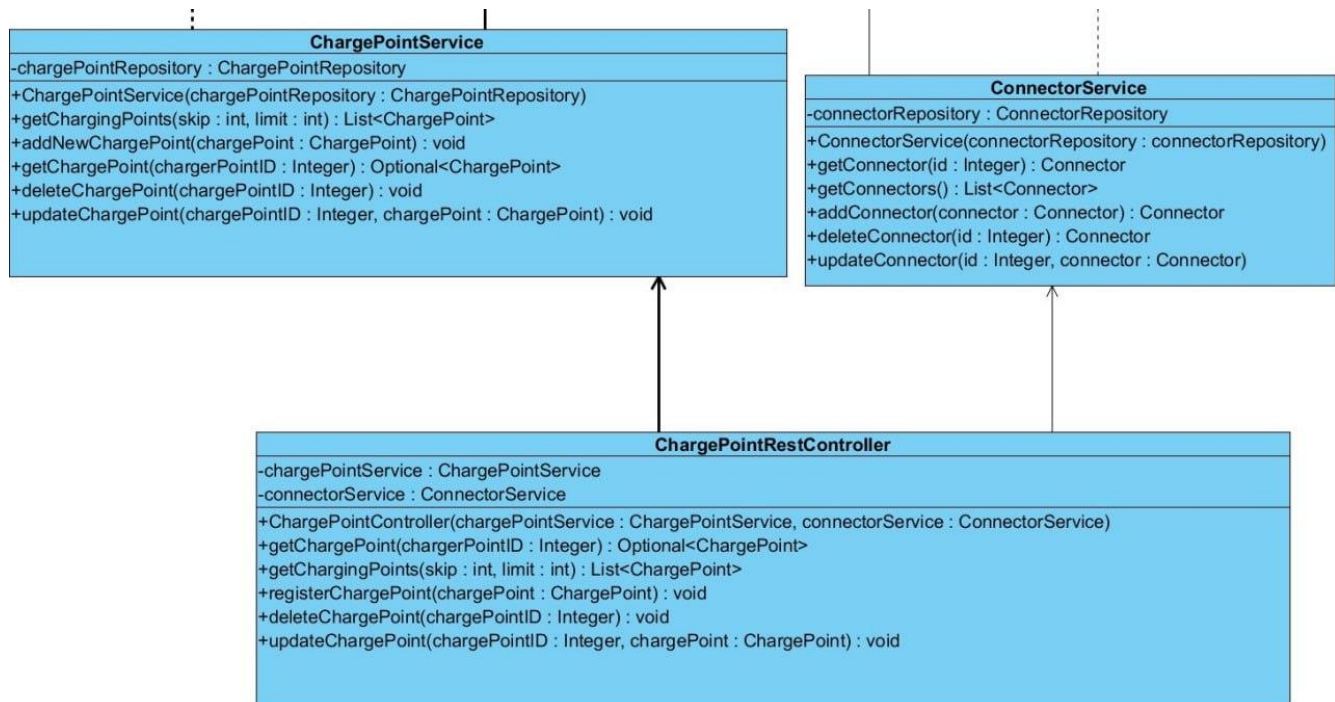 ChargePointService
-chargePointRepository : ChargePointRepository
+ChargePointService(chargePointRepository : ChargePointRepository)
+getChargingPoints(skip : int, limit : int) : List<ChargePoint>
+addNewChargePoint(chargePoint : ChargePoint) : void
+getChargePoint(chargerPointID : Integer) : Optional<ChargePoint>
+deleteChargePoint(chargePointID : Integer) : void
+updateChargePoint(chargePointID : Integer, chargePoint : ChargePoint) : void
ConnectorService
-connectorRepository : ConnectorRepository
+ConnectorService(connectorRepository : connectorRepository)
+getConnector(id : Integer) : Connector
+getConnectors() : List<Connector>
+addConnector(connector : Connector) : Connector
+deleteConnector(id : Integer) : Connector
+updateConnector(id : Integer, connector : Connector)
ChargePointRestController
-chargePointService : ChargePointService
-connectorService : ConnectorService
+ChargePointController(chargePointService : ChargePointService, connectorService : ConnectorService)
+getChargePoint(chargerPointID : Integer) : Optional<ChargePoint>
+getChargingPoints(skip : int, limit : int) : List<ChargePoint>
+registerChargePoint(chargePoint : ChargePoint) : void
+deleteChargePoint(chargePointID : Integer) : void
+updateChargePoint(chargePointID : Integer, chargePoint : ChargePoint) : void